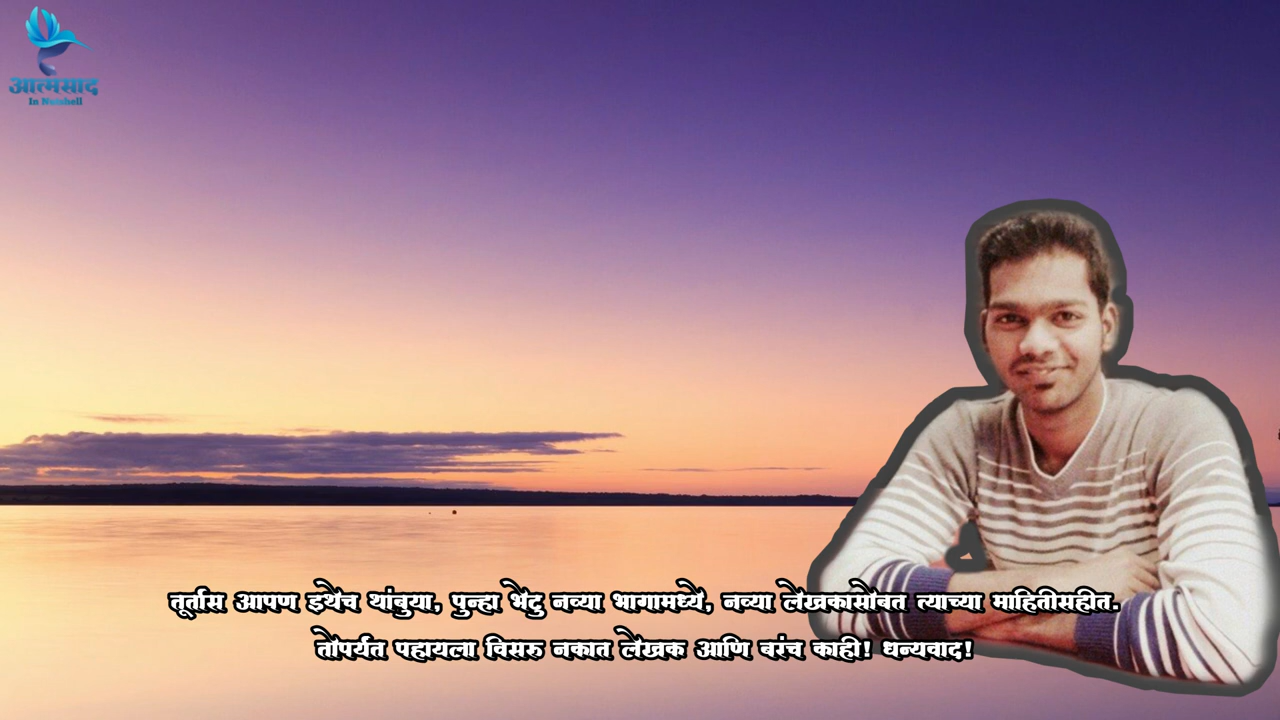 आत्मसाद
In Nutshell
तूर्तास आपण इथेच थांबुया, पुन्हा भेटु नव्या भागामध्ये, नव्या लेखकासोबत त्याच्या माहितीसहीत.
तोपर्यंत पहायला विसरु नकात लेखक आणि बरंच काही! धन्यवाद!